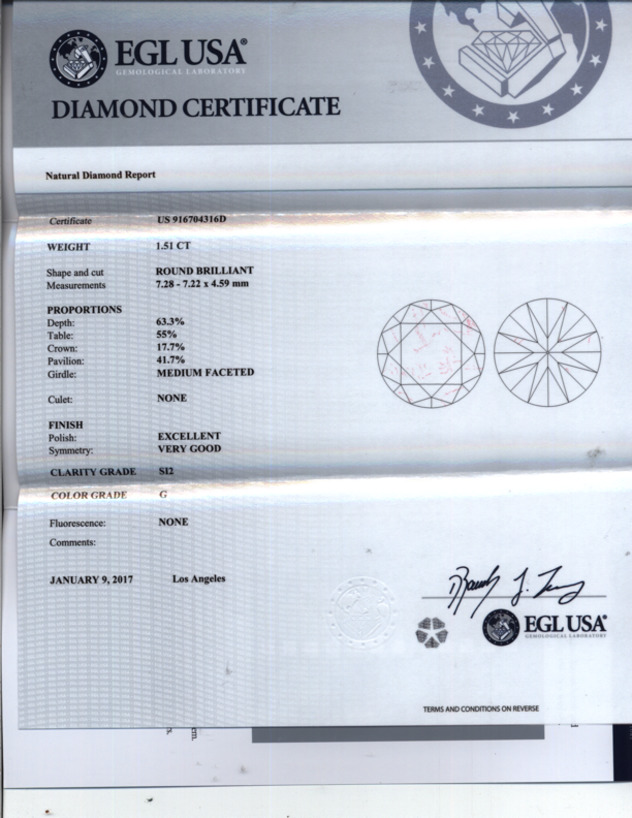 EGL USA®
GEMOLOGICAL LABORATORY
DIAMOND CERTIFICATE
Natural Diamond Report
Certificate US 916704316D
WEIGHT 1.51 CT
Shape and cut ROUND BRILLIANT
Measurements 7.28 - 7.22 x 4.59 mm
PROPORTIONS
Depth: 63.3%
Table: 55%
Crown: 17.7%
Pavilion: 41.7%
Girdle: MEDIUM FACETED
Culet: NONE
FINISH
Polish: EXCELLENT
Symmetry: VERY GOOD
CLARITY GRADE SI2
COLOR GRADE G
Fluorescence: NONE
Comments:
JANUARY 9, 2017 Los Angeles
EGL USA®
GEMOLOGICAL LABORATORY
TERMS AND CONDITIONS ON REVERSE